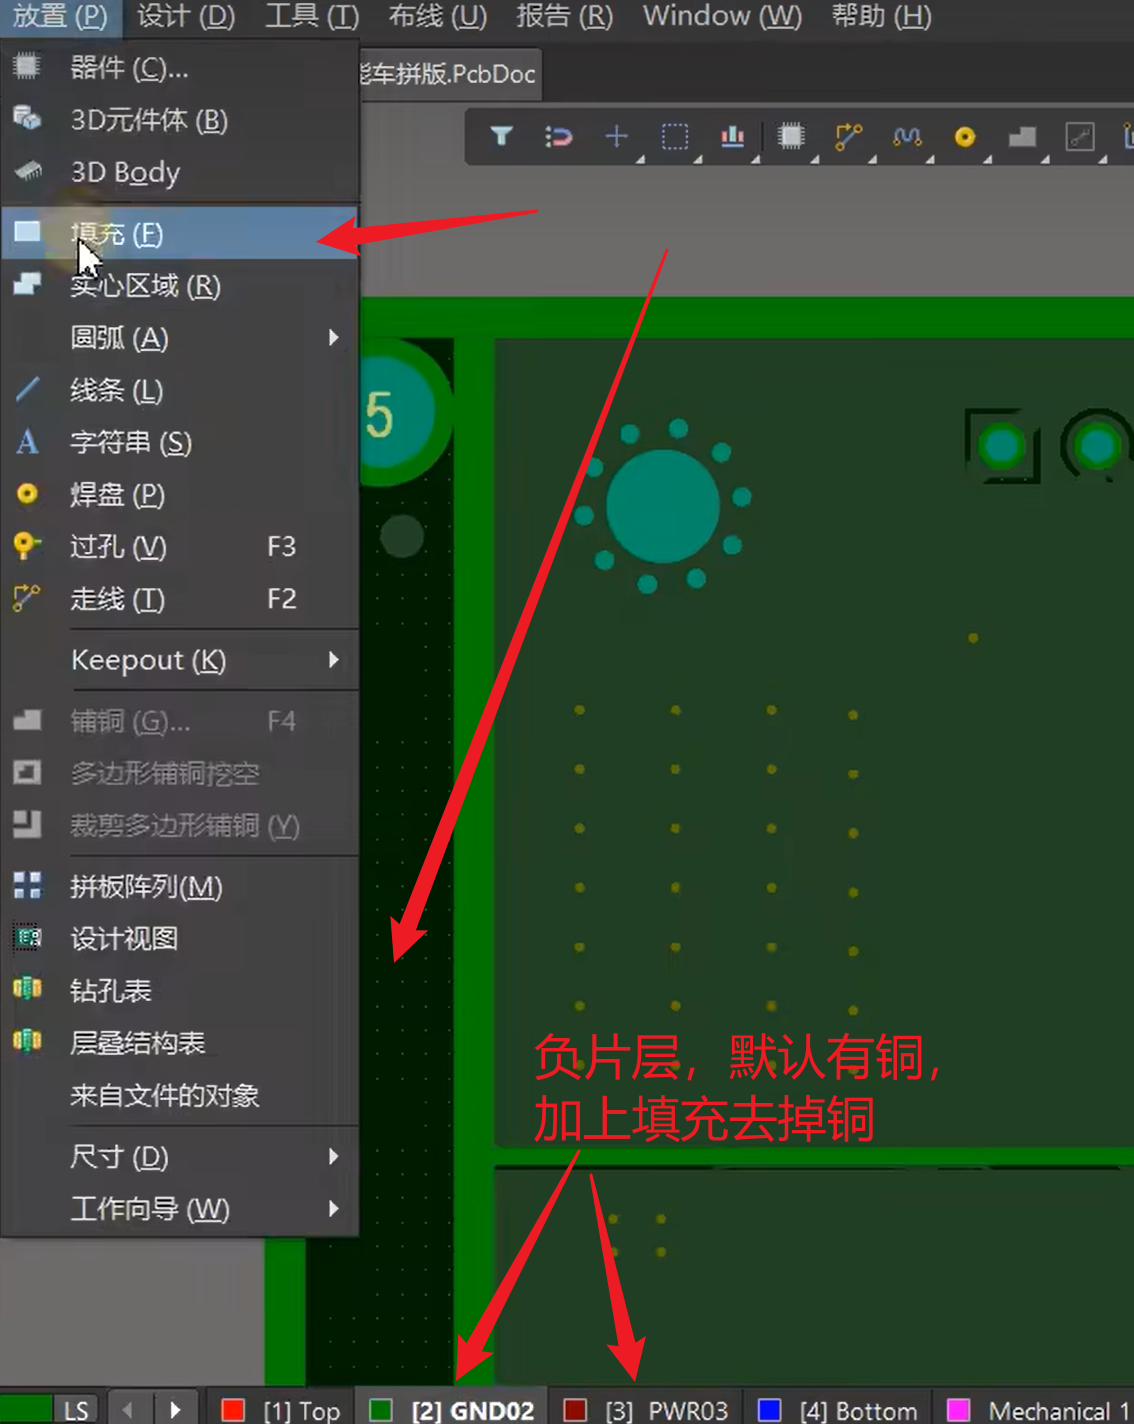 放置 (P) 设计 (D) 工具 (T) 布线 (U) 报告 (R) Window (W) 帮助 (H)
器件 (C)...
能车拼版.PcbDoc
3D元件体 (B)
3D Body
填充 (F)
实心区域 (R)
圆弧 (A)
线条 (L)
5
字符串 (S)
焊盘 (P)
过孔 (V) F3
走线 (T) F2
Keepout (K)
铺铜 (G)... F4
多边形铺铜挖空
裁剪多边形铺铜 (Y)
拼板阵列(M)
设计视图
钻孔表
层叠结构表
来自文件的对象
尺寸 (D)
工作向导 (W)
负片层，默认有铜，
加上填充去掉铜
LS [1] Top [2] GND02 [3] PWR03 [4] Bottom Mechanical 1